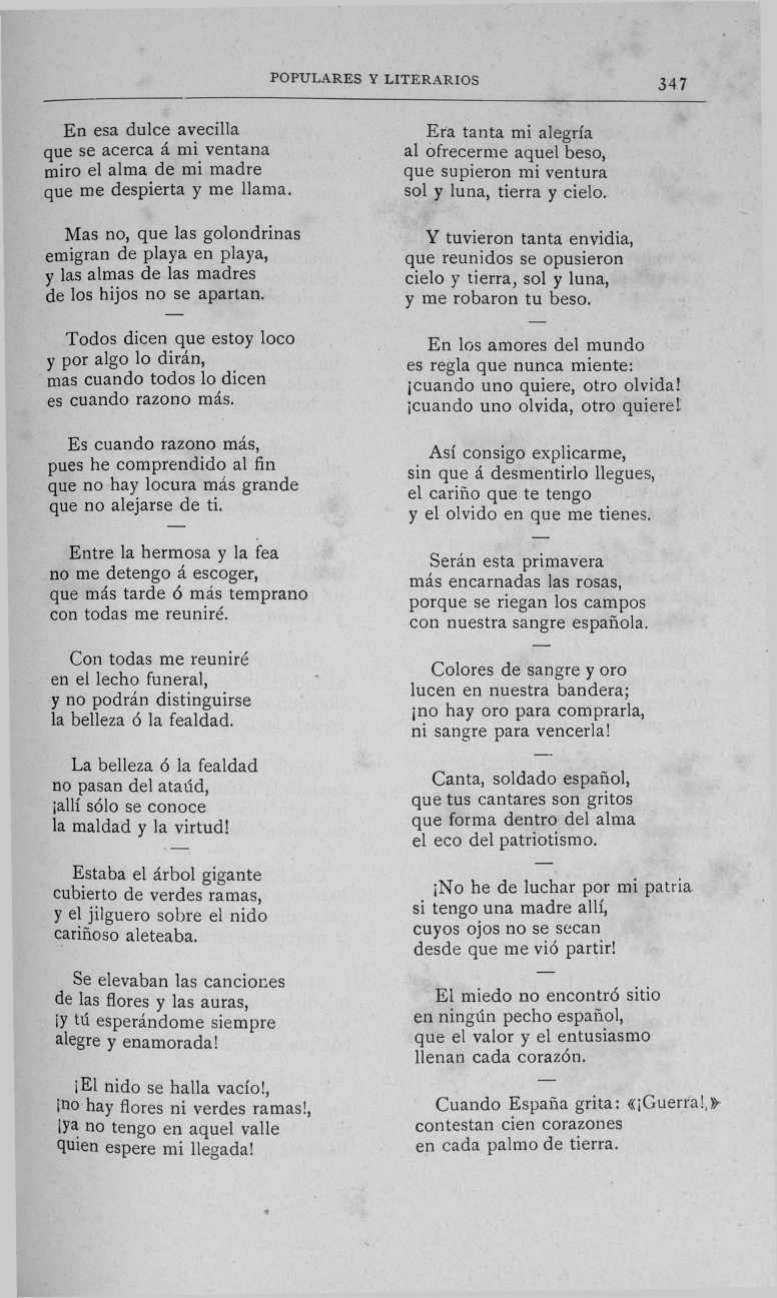 POPULARES Y LITERARIOS 347
En esa dulce avecilla
que se acerca á mi ventana
miro el alma de mi madre
que me despierta y me llama.
Mas no, que las golondrinas
emigran de playa en playa,
y las almas de las madres
de los hijos no se apartan.
—
Todos dicen que estoy loco
y por algo lo dirán,
mas cuando todos lo dicen
es cuando razono más.
Es cuando razono más,
pues he comprendido al fin
que no hay locura más grande
que no alejarse de ti.
—
Entre la hermosa y la fea
no me detengo á escoger,
que más tarde ó más temprano
con todas me reuniré.
Con todas me reuniré
en el lecho funeral,
y no podrán distinguirse
la belleza ó la fealdad.
La belleza ó la fealdad
no pasan del ataúd,
¡allí sólo se conoce
la maldad y la virtud!
—
Estaba el árbol gigante
cubierto de verdes ramas,
y el jilguero sobre el nido
cariñoso aleteaba.
Se elevaban las canciones
de las flores y las auras,
¡y tú esperándome siempre
alegre y enamorada!
¡El nido se halla vacío!,
¡no hay flores ni verdes ramas!,
¡ya no tengo en aquel valle
quien espere mi llegada!
Era tanta mi alegría
al ofrecerme aquel beso,
que supieron mi ventura
sol y luna, tierra y cielo.
Y tuvieron tanta envidia,
que reunidos se opusieron
cielo y tierra, sol y luna,
y me robaron tu beso.
—
En los amores del mundo
es regla que nunca miente:
¡cuando uno quiere, otro olvida!
¡cuando uno olvida, otro quiere!
Así consigo explicarme,
sin que á desmentirlo llegues,
el cariño que te tengo
y el olvido en que me tienes.
—
Serán esta primavera
más encarnadas las rosas,
porque se riegan los campos
con nuestra sangre española.
—
Colores de sangre y oro
lucen en nuestra bandera;
¡no hay oro para comprarla,
ni sangre para vencerla!
—
Canta, soldado español,
que tus cantares son gritos
que forma dentro del alma
el eco del patriotismo.
—
¡No he de luchar por mi patria
si tengo una madre allí,
cuyos ojos no se secan
desde que me vió partir!
—
El miedo no encontró sitio
en ningún pecho español,
que el valor y el entusiasmo
llenan cada corazón.
—
Cuando España grita: «¡Guerra!,»
contestan cien corazones
en cada palmo de tierra.